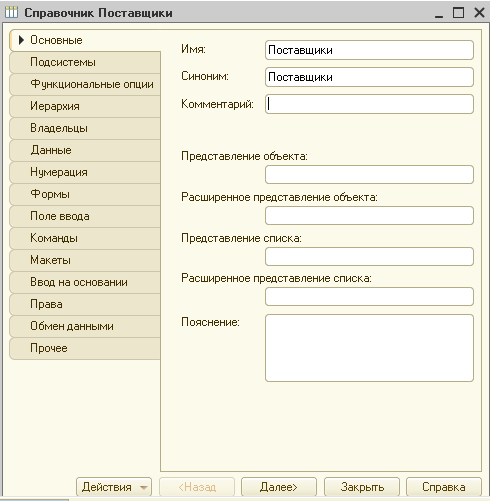 Справочник Поставщики
Основные
Подсистемы
Функциональные опции
Иерархия
Владельцы
Данные
Нумерация
Формы
Поле ввода
Команды
Макеты
Ввод на основании
Права
Обмен данными
Прочее
Имя: Поставщики
Синоним: Поставщики
Комментарий:
Представление объекта:
Расширенное представление объекта:
Представление списка:
Расширенное представление списка:
Пояснение:
Действия <Назад Далее> Закрыть Справка